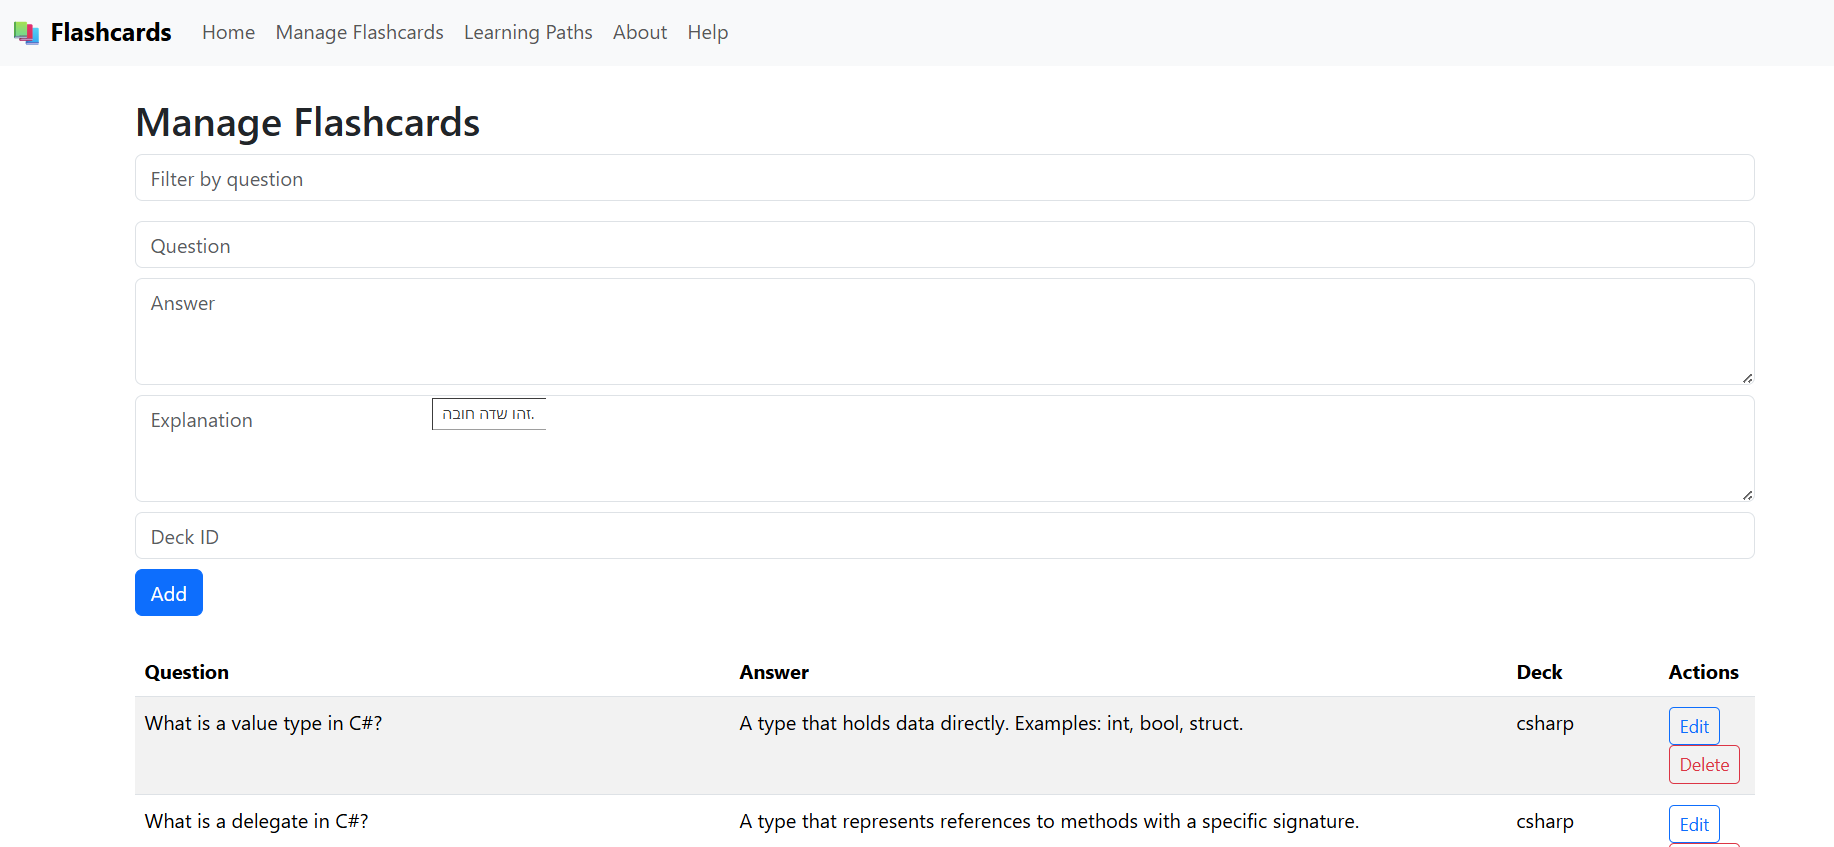 Flashcards Home Manage Flashcards Learning Paths About Help
Manage Flashcards
Filter by question
Question
Answer
Explanation
זהו שדה חובה.
Deck ID
Add
Question Answer Deck Actions
What is a value type in C#? A type that holds data directly. Examples: int, bool, struct. csharp Edit
Delete
What is a delegate in C#? A type that represents references to methods with a specific signature. csharp Edit